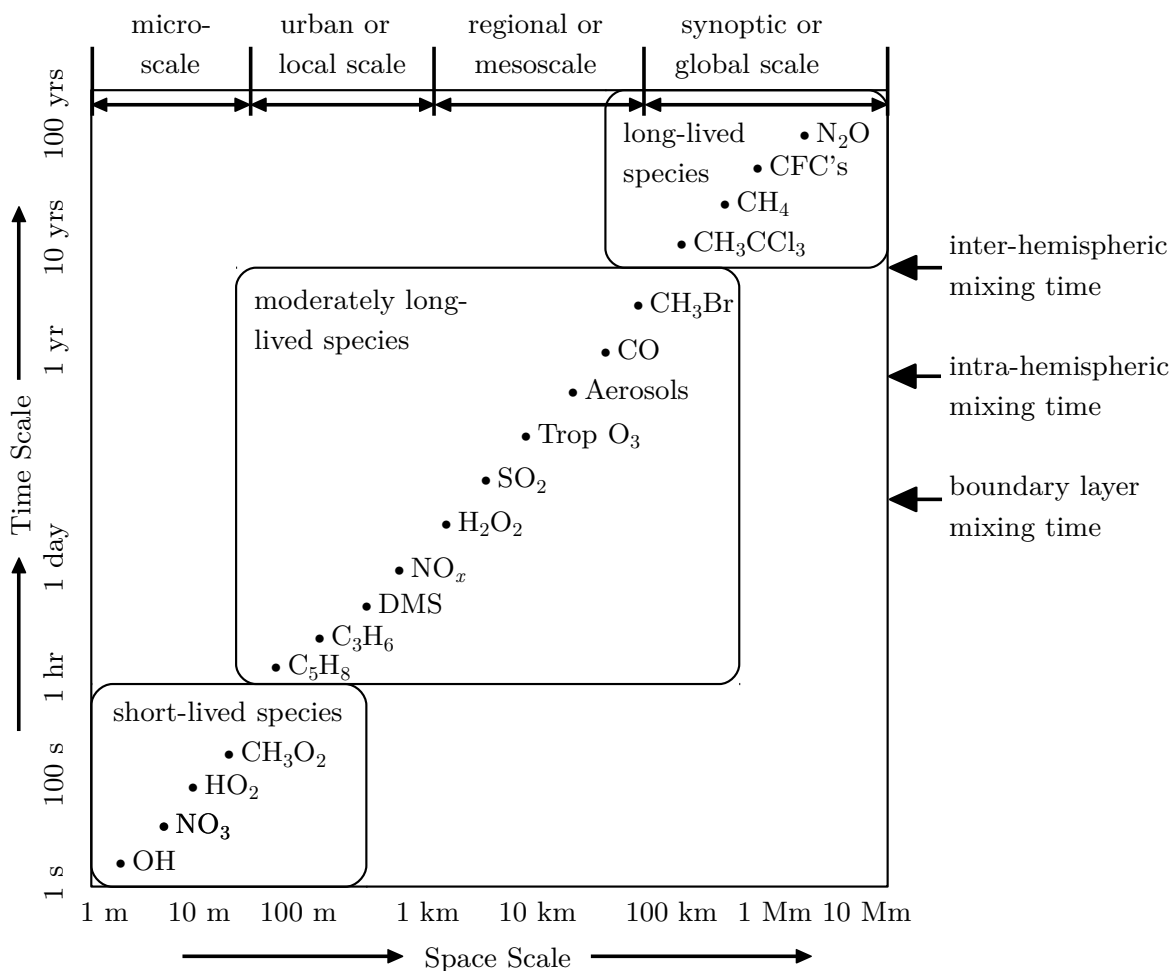 micro-
scale
urban or
local scale
regional or
mesoscale
synoptic or
global scale
100 yrs
10 yrs
1 yr
1 day
1 hr
100 s
1 s
Time Scale
long-lived
species
N₂O
CFC's
CH₄
CH₃CCl₃
moderately long-
lived species
CH₃Br
CO
Aerosols
Trop O₃
SO₂
H₂O₂
NOₓ
DMS
C₃H₆
C₅H₈
short-lived species
CH₃O₂
HO₂
NO₃
OH
inter-hemispheric
mixing time
intra-hemispheric
mixing time
boundary layer
mixing time
1 m 10 m 100 m 1 km 10 km 100 km 1 Mm 10 Mm
Space Scale